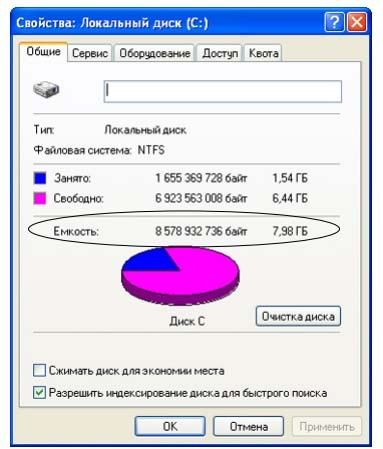 Свойства: Локальный диск (C:)
Общие Сервис Оборудование Доступ Квота
Тип: Локальный диск
Файловая система: NTFS
Занято: 1 655 369 728 байт 1,54 ГБ
Свободно: 6 923 563 008 байт 6,44 ГБ
Емкость: 8 578 932 736 байт 7,98 ГБ
Диск C
Очистка диска
Сжимать диск для экономии места
Разрешить индексирование диска для быстрого поиска
OK Отмена Применить